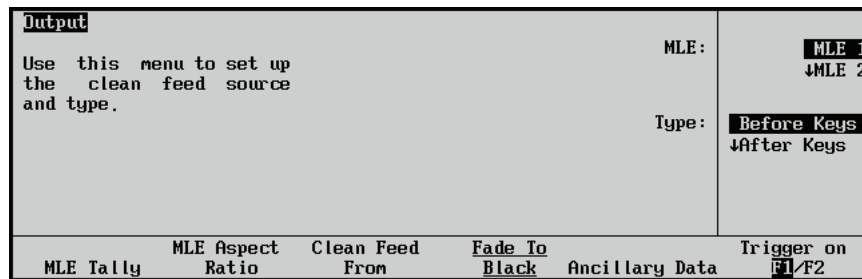 Output
Use this menu to set up
the clean feed source
and type.
MLE: MLE 1
↓MLE 2
Type: Before Keys
↓After Keys
MLE Tally MLE Aspect Ratio Clean Feed From Fade To Black Ancillary Data Trigger on F1/F2